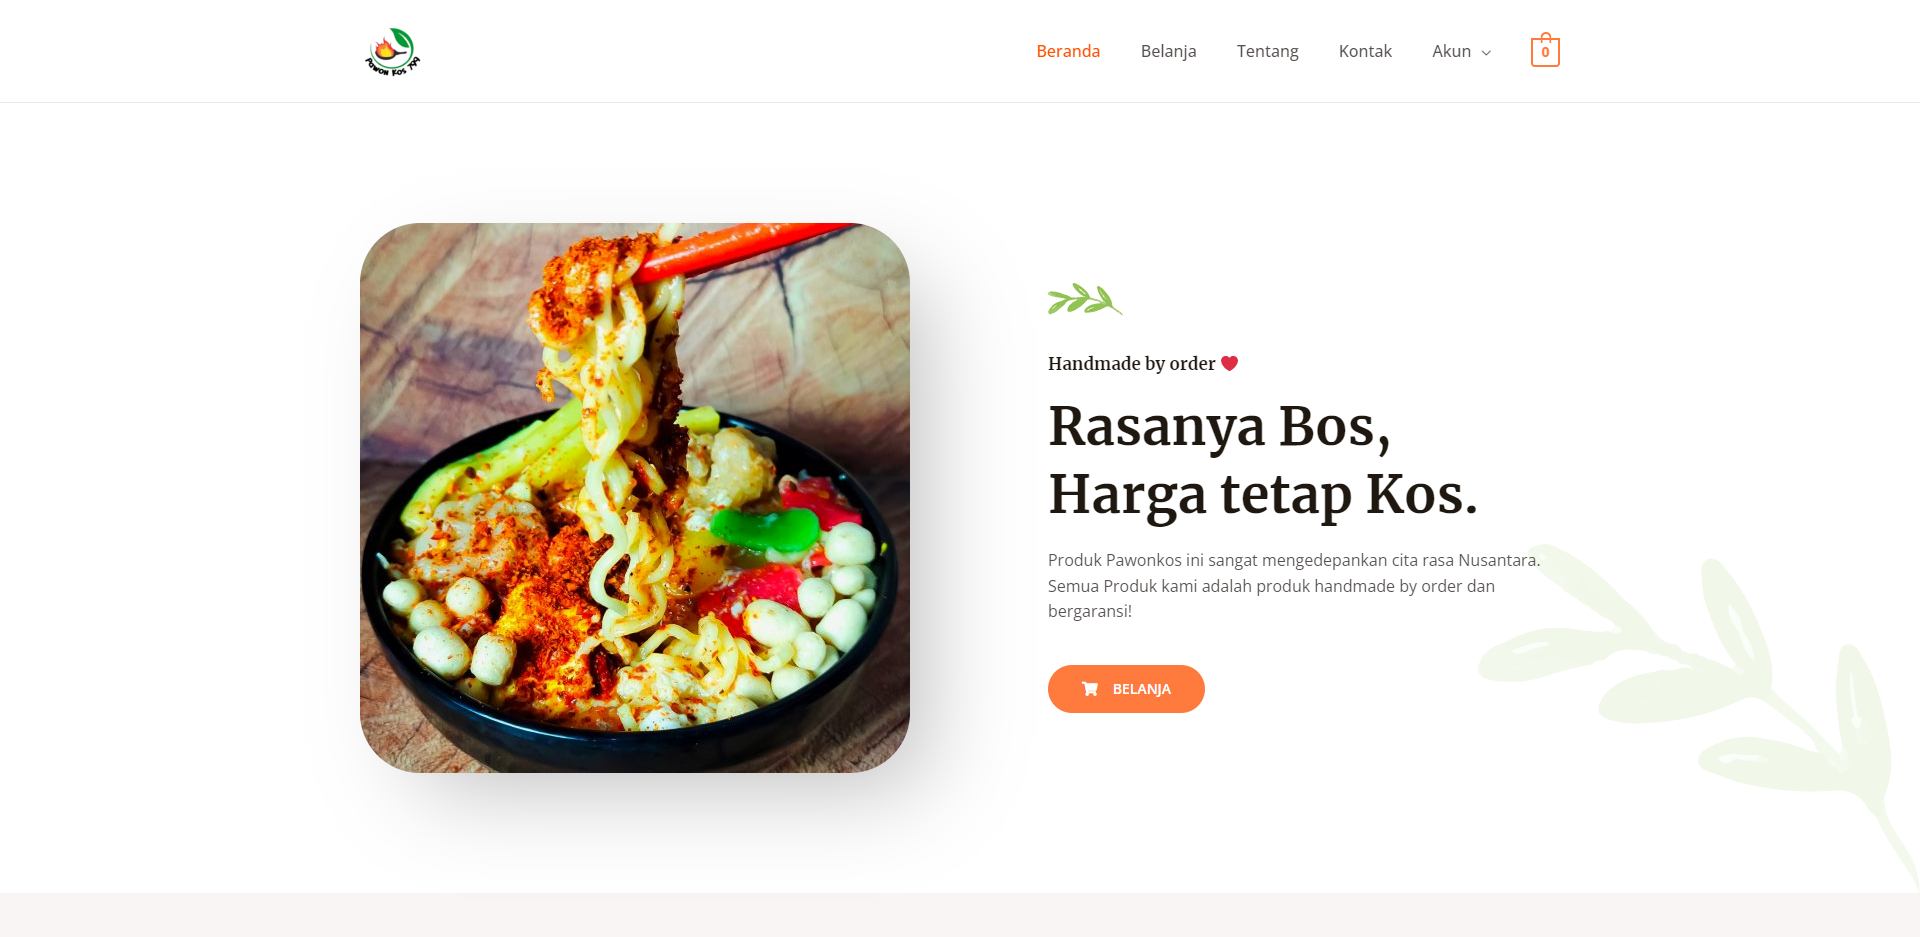 Pawon Kos 799
Beranda
Belanja
Tentang
Kontak
Akun
0
Handmade by order
Rasanya Bos,
Harga tetap Kos.
Produk Pawonkos ini sangat mengedepankan cita rasa Nusantara.
Semua Produk kami adalah produk handmade by order dan
bergaransi!
BELANJA